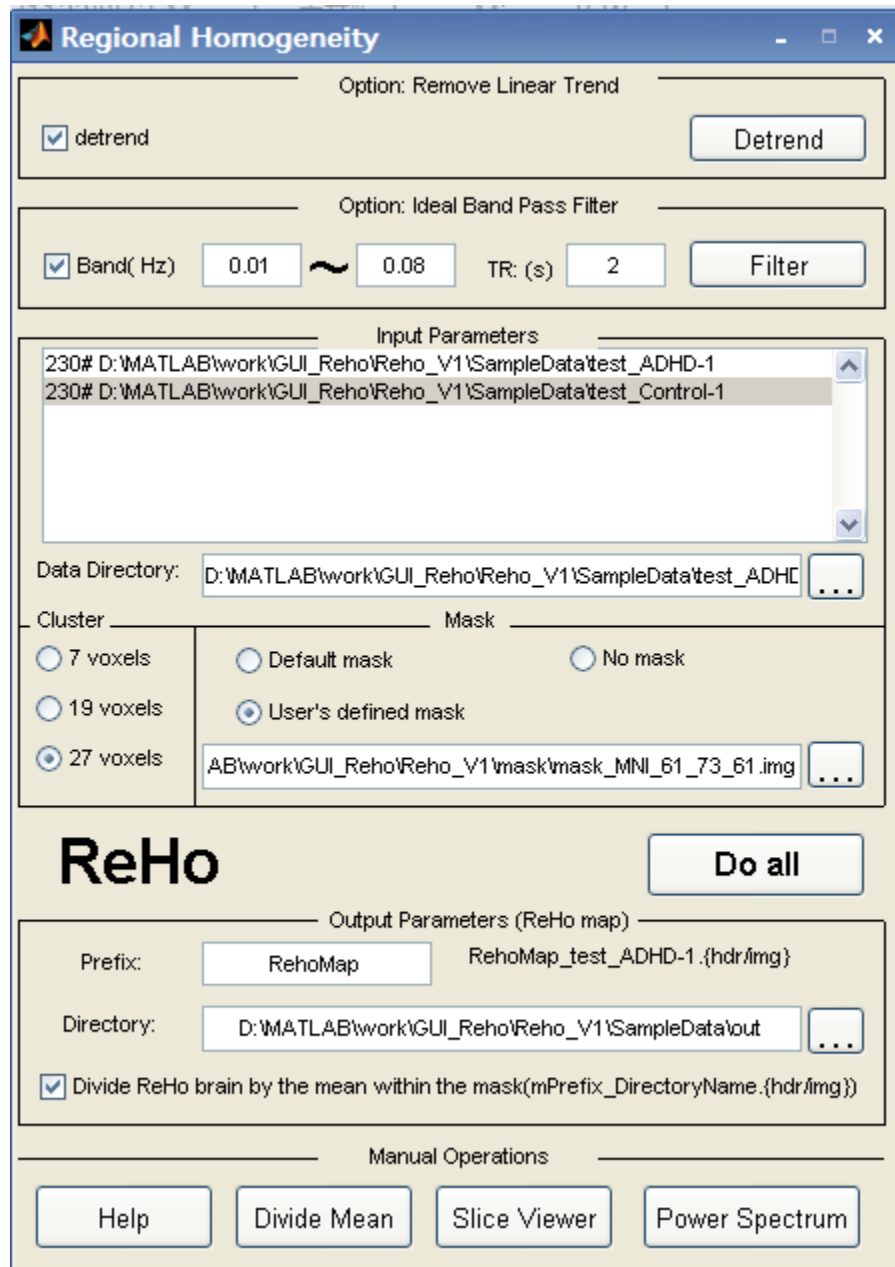 Regional Homogeneity
Option: Remove Linear Trend
detrend
Detrend
Option: Ideal Band Pass Filter
Band( Hz) 0.01 ~ 0.08 TR: (s) 2 Filter
Input Parameters
230# D:\MATLAB\work\GUI_Reho\Reho_V1\SampleData\test_ADHD-1
230# D:\MATLAB\work\GUI_Reho\Reho_V1\SampleData\test_Control-1
Data Directory: D:\MATLAB\work\GUI_Reho\Reho_V1\SampleData\test_ADHD ...
Cluster Mask
7 voxels Default mask No mask
19 voxels User's defined mask
27 voxels AB\work\GUI_Reho\Reho_V1\mask\mask_MNI_61_73_61.img ...
ReHo Do all
Output Parameters (ReHo map)
Prefix: RehoMap RehoMap_test_ADHD-1.{hdr/img}
Directory: D:\MATLAB\work\GUI_Reho\Reho_V1\SampleData\out ...
Divide ReHo brain by the mean within the mask(mPrefix_DirectoryName.{hdr/img})
Manual Operations
Help Divide Mean Slice Viewer Power Spectrum